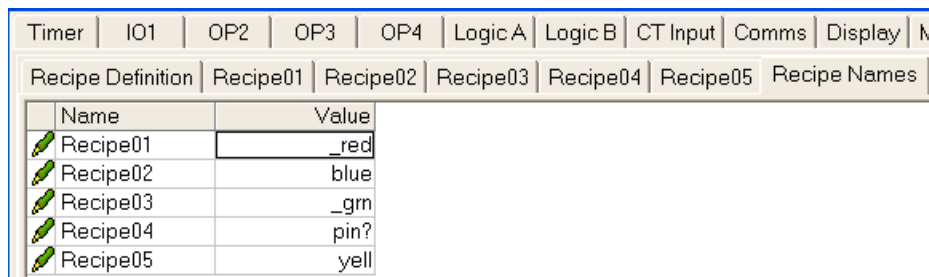 Timer IO1 OP2 OP3 OP4 Logic A Logic B CT Input Comms Display
Recipe Definition Recipe01 Recipe02 Recipe03 Recipe04 Recipe05 Recipe Names
Name Value
Recipe01 _red
Recipe02 blue
Recipe03 _grn
Recipe04 pin?
Recipe05 yell